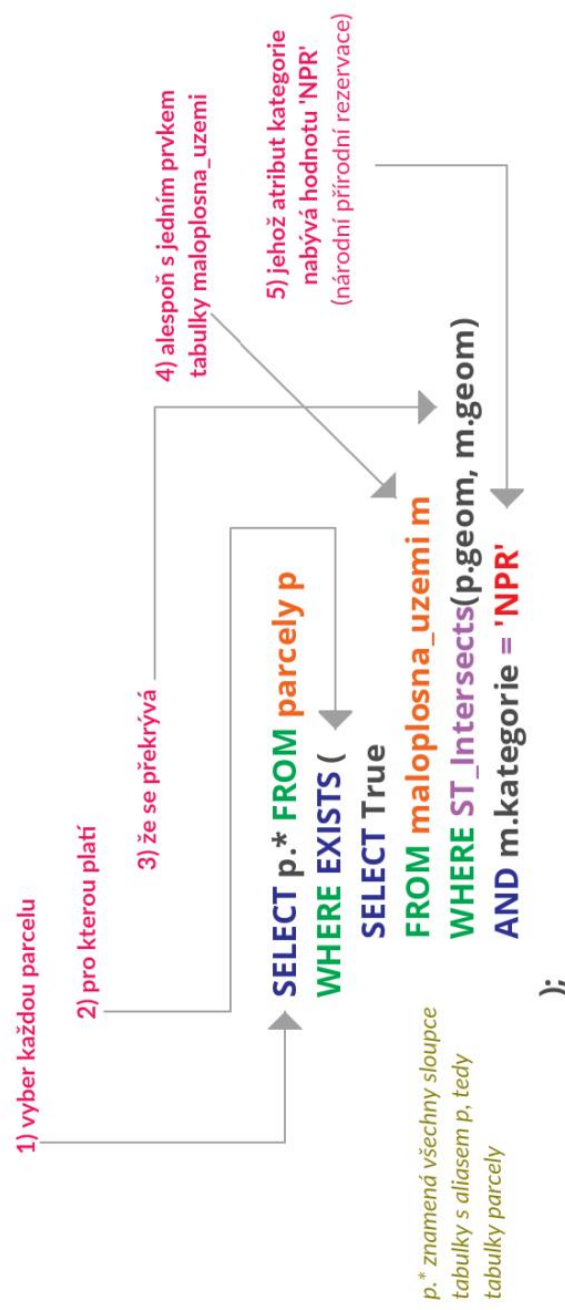 1) vyber každou parcelu
2) pro kterou platí
3) že se překrývá
4) alespoň s jedním prvkem
tabulky maloplosna_uzemi
5) jehož atribut kategorie
nabývá hodnotu 'NPR'
(národní přírodní rezervace)
SELECT p.* FROM parcely p
WHERE EXISTS (
SELECT True
FROM maloplosna_uzemi m
WHERE ST_Intersects(p.geom, m.geom)
AND m.kategorie = 'NPR'
);
p.* znamená všechny sloupce
tabulky s aliasem p, tedy
tabulky parcely